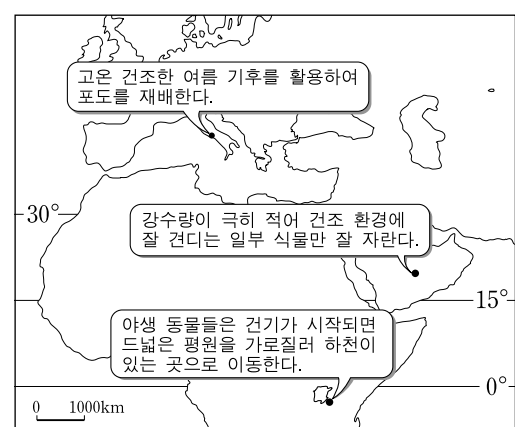 고온 건조한 여름 기후를 활용하여
포도를 재배한다.
30°
강수량이 극히 적어 건조 환경에
잘 견디는 일부 식물만 잘 자란다.
15°
야생 동물들은 건기가 시작되면
드넓은 평원을 가로질러 하천이
있는 곳으로 이동한다.
0°
0 1000km